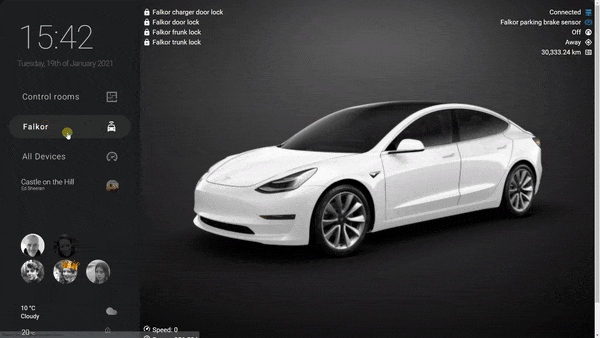 15:42
Tuesday, 19th of January 2021
Control rooms
Falkor
All Devices
Castle on the Hill
Ed Sheeran
10 °C
Cloudy
-20
Falkor charger door lock
Falkor door lock
Falkor frunk lock
Falkor trunk lock
Connected
Falkor parking brake sensor
Off
Away
30,333.24 km
Speed: 0